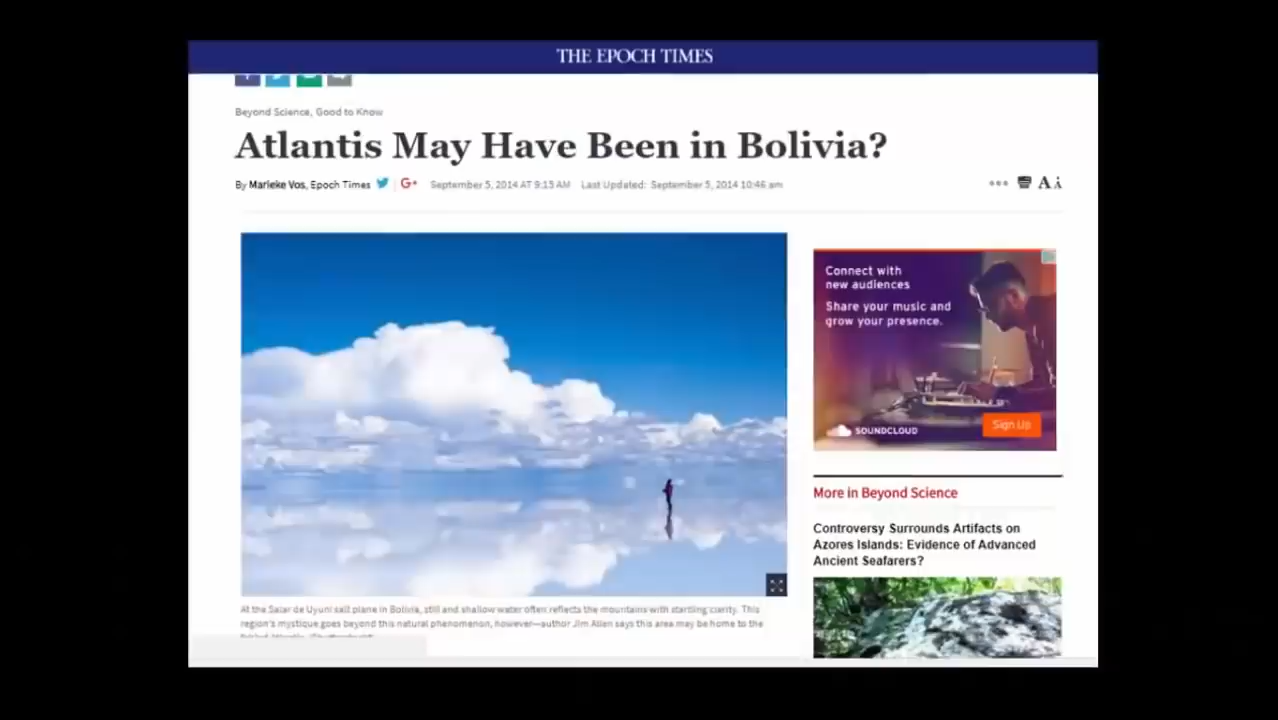 THE EPOCH TIMES
Beyond Science, Good to Know
Atlantis May Have Been in Bolivia?
By Marieke Vos, Epoch Times G+ September 5, 2014 AT 9:15 AM Last Updated: September 5, 2014 10:46 am
Connect with
new audiences
Share your music and
grow your presence.
SOUNDCLOUD
Sign Up
More in Beyond Science
Controversy Surrounds Artifacts on
Azores Islands: Evidence of Advanced
Ancient Seafarers?
At the Salar de Uyuni salt plane in Bolivia, still and shallow water often reflects the mountains with startling clarity. This
region's mystique goes beyond this natural phenomenon, however—author Jim Allen says this area may be home to the